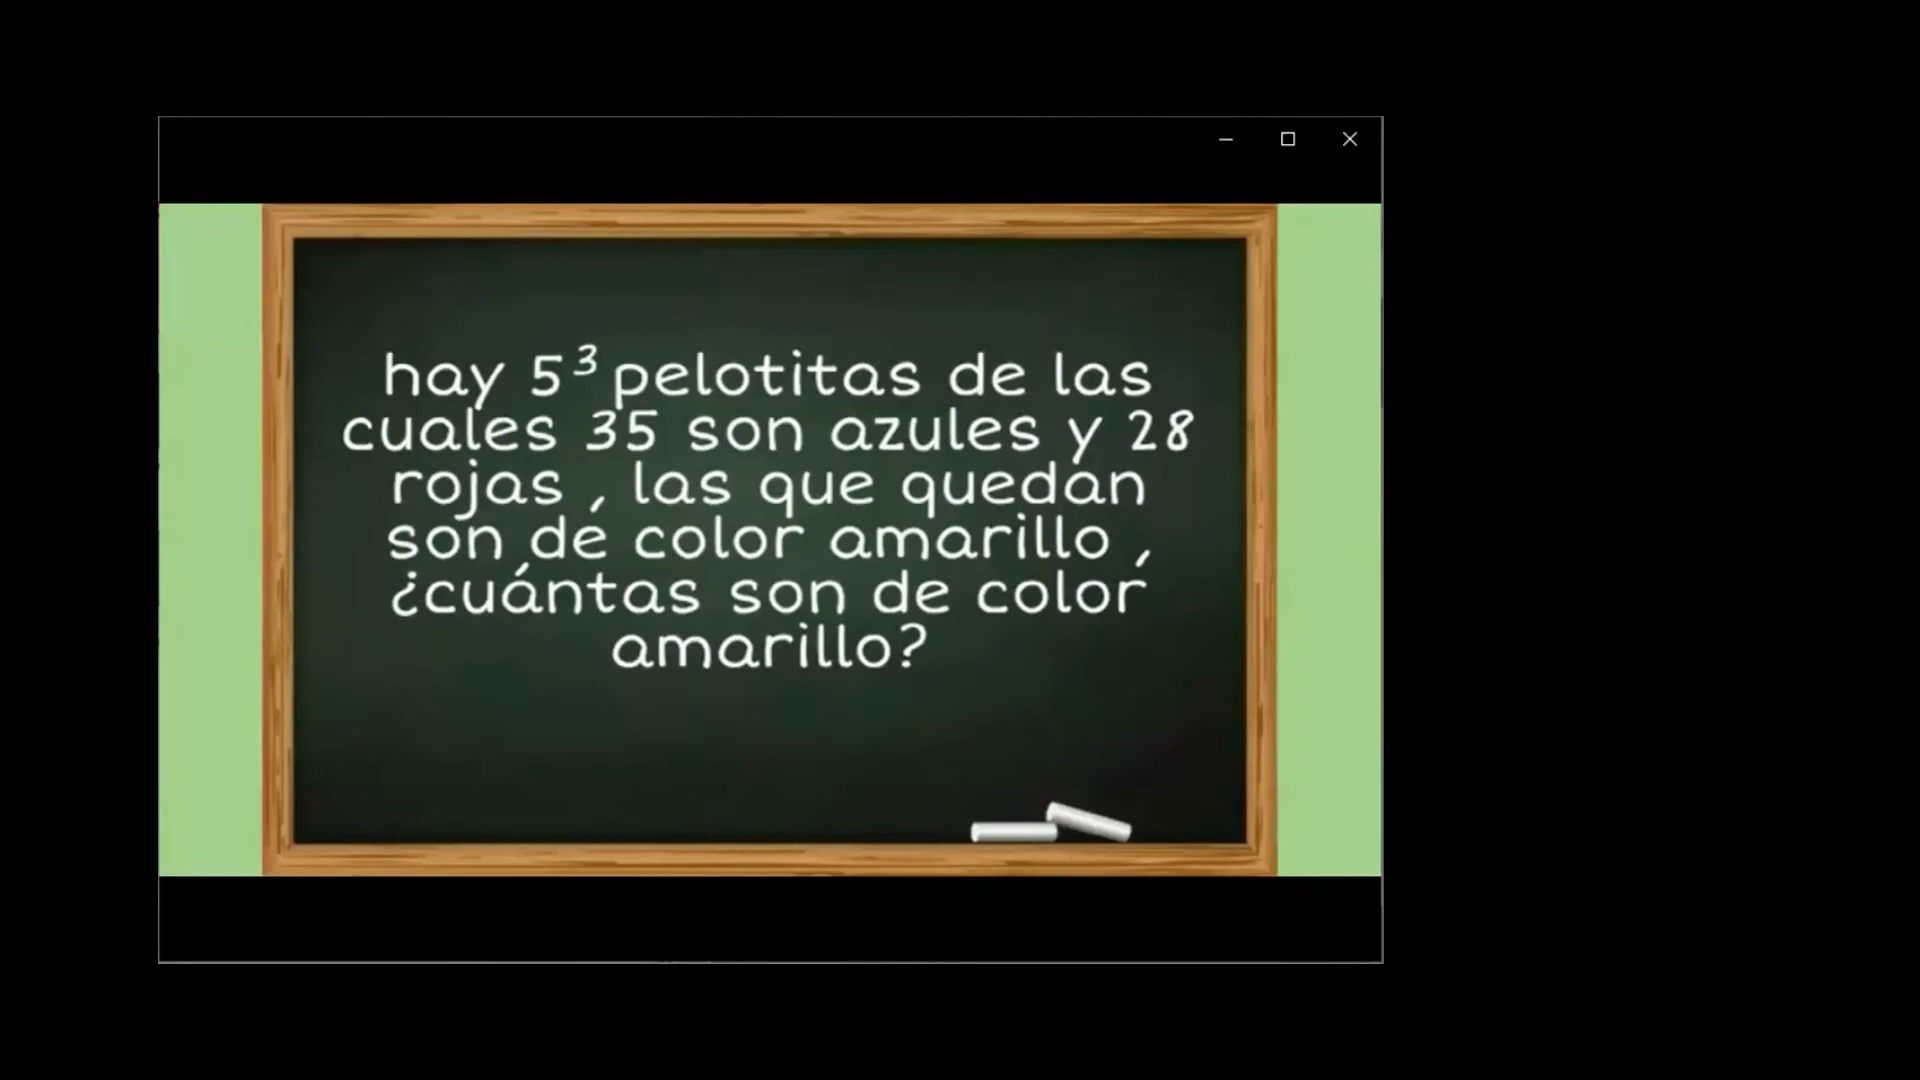 hay 5³ pelotitas de las
cuales 35 son azules y 28
rojas , las que quedan
son de color amarillo ,
¿cuántas son de color
amarillo?